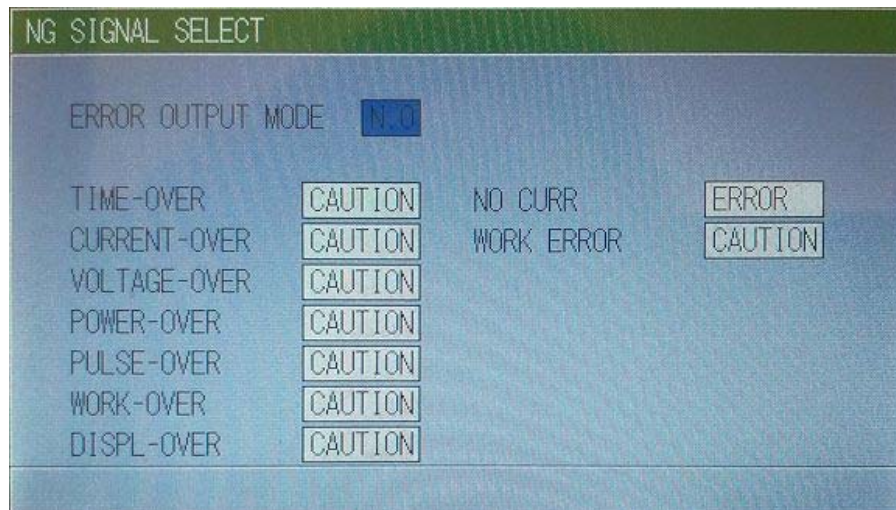 NG SIGNAL SELECT
ERROR OUTPUT MODE N.O
TIME-OVER CAUTION NO CURR ERROR
CURRENT-OVER CAUTION WORK ERROR CAUTION
VOLTAGE-OVER CAUTION
POWER-OVER CAUTION
PULSE-OVER CAUTION
WORK-OVER CAUTION
DISPL-OVER CAUTION